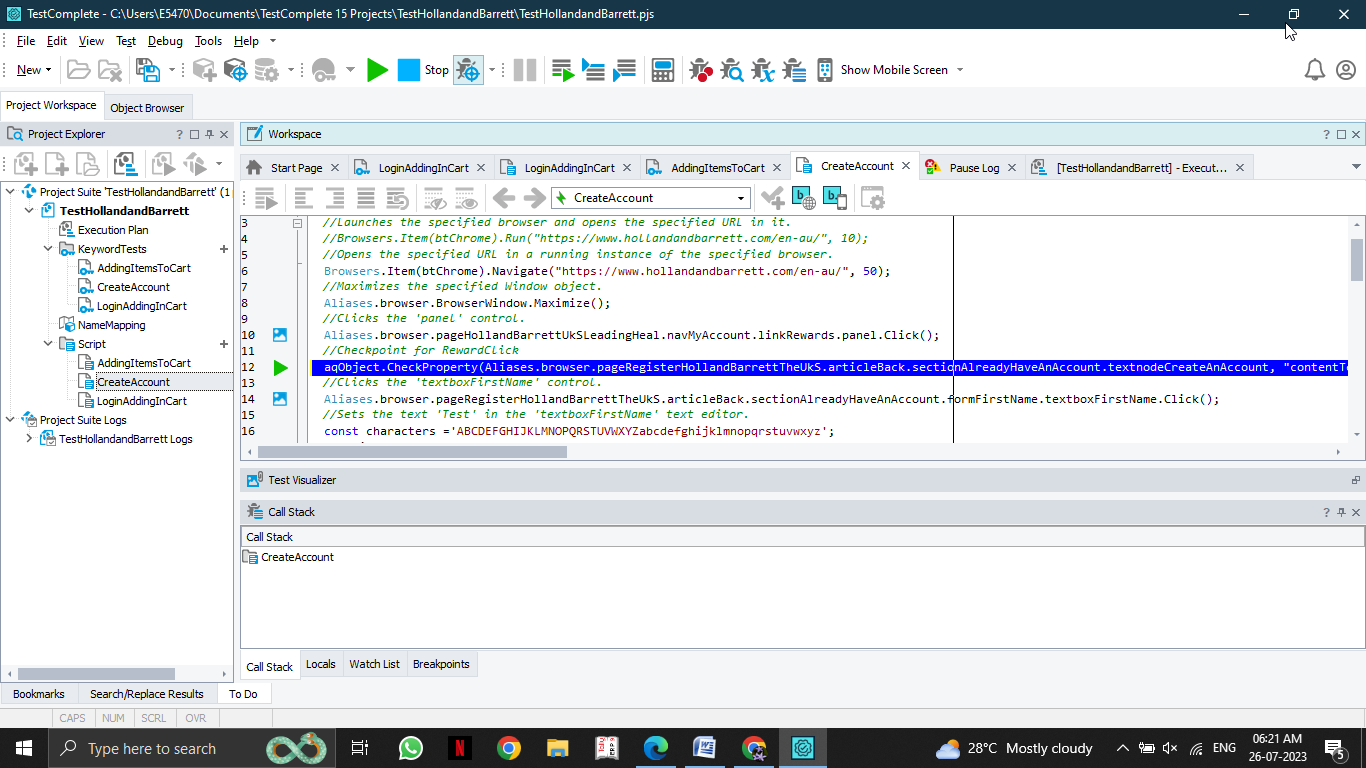 TestComplete - C:\Users\E5470\Documents\TestComplete 15 Projects\TestHollandandBarrett\TestHollandandBarrett.pjs
File Edit View Test Debug Tools Help
New Stop Show Mobile Screen
Project Workspace Object Browser
Project Explorer
Workspace
Start Page LoginAddingInCart LoginAddingInCart AddingItemsToCart CreateAccount Pause Log [TestHollandandBarrett] - Execut...
CreateAccount
Project Suite 'TestHollandandBarrett' (1
TestHollandandBarrett
Execution Plan
KeywordTests
AddingItemsToCart
CreateAccount
LoginAddingInCart
NameMapping
Script
AddingItemsToCart
CreateAccount
LoginAddingInCart
Project Suite Logs
TestHollandandBarrett Logs
3 //Launches the specified browser and opens the specified URL in it.
4 //Browsers.Item(btChrome).Run("https://www.hollandandbarrett.com/en-au/", 10);
5 //Opens the specified URL in a running instance of the specified browser.
6 Browsers.Item(btChrome).Navigate("https://www.hollandandbarrett.com/en-au/", 50);
7 //Maximizes the specified Window object.
8 Aliases.browser.BrowserWindow.Maximize();
9 //Clicks the 'panel' control.
10 Aliases.browser.pageHollandBarrettUkSLeadingHeal.navMyAccount.linkRewards.panel.Click();
11 //Checkpoint for RewardClick
12 aqObject.CheckProperty(Aliases.browser.pageRegisterHollandBarrettTheUkS.articleBack.sectionAlreadyHaveAnAccount.textnodeCreateAnAccount, "contentT
13 //Clicks the 'textboxFirstName' control.
14 Aliases.browser.pageRegisterHollandBarrettTheUkS.articleBack.sectionAlreadyHaveAnAccount.formFirstName.textboxFirstName.Click();
15 //Sets the text 'Test' in the 'textboxFirstName' text editor.
16 const characters ='ABCDEFGHIJKLMNOPQRSTUVWXYZabcdefghijklmnopqrstuvwxyz';
Test Visualizer
Call Stack
Call Stack
CreateAccount
Call Stack Locals Watch List Breakpoints
Bookmarks Search/Replace Results To Do
CAPS NUM SCRL OVR
Type here to search
28°C Mostly cloudy
ENG
06:21 AM
26-07-2023
5